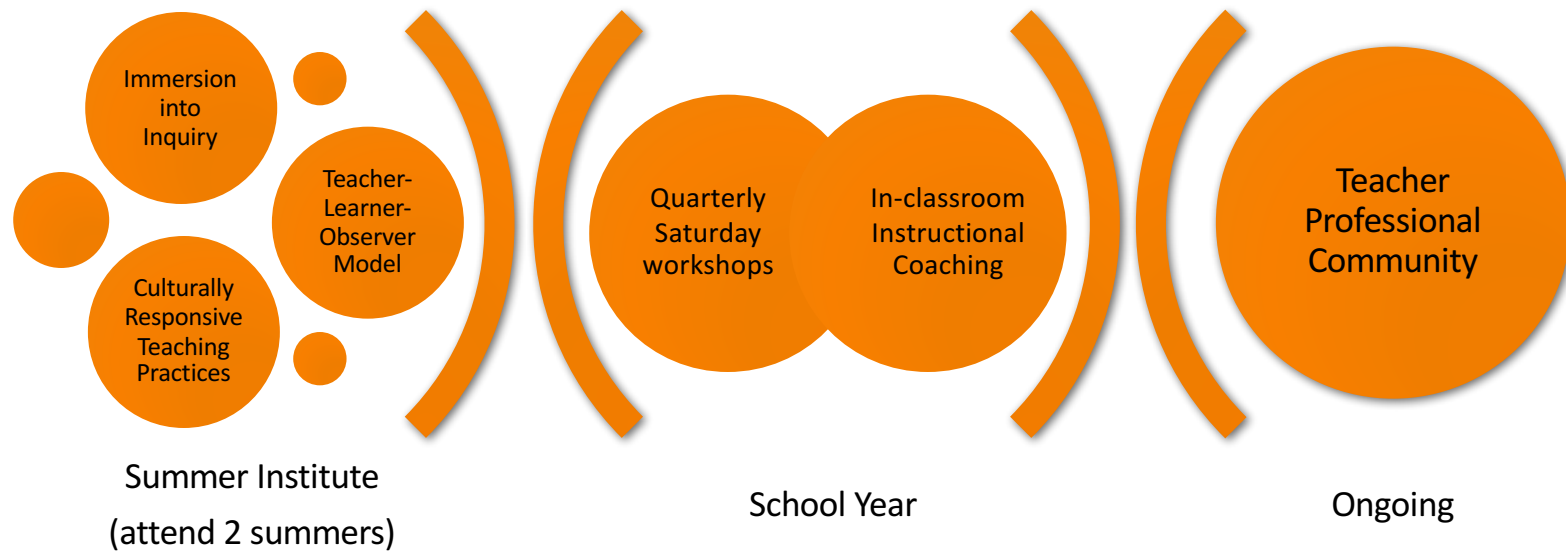 Immersion
into
Inquiry
Teacher-
Learner-
Observer
Model
Culturally
Responsive
Teaching
Practices
Summer Institute
(attend 2 summers)
Quarterly
Saturday
workshops
In-classroom
Instructional
Coaching
School Year
Teacher
Professional
Community
Ongoing